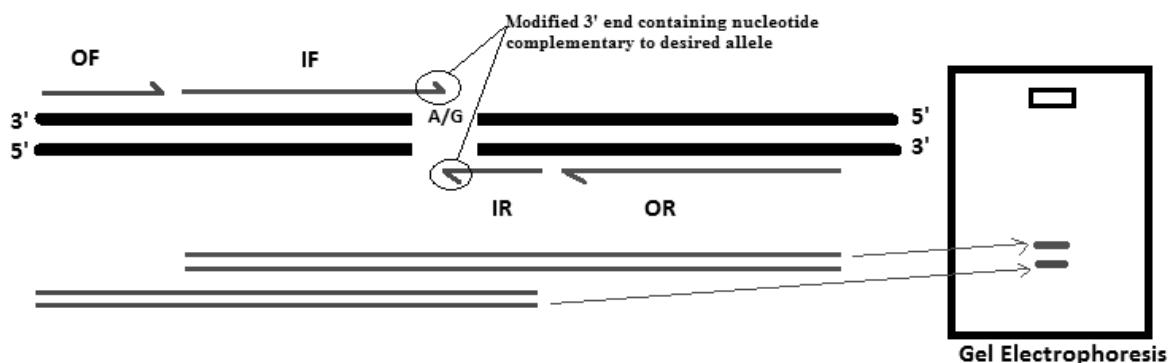 Modified 3' end containing nucleotide
complementary to desired allele
OF
IF
A/G
3'
5'
5'
3'
IR
OR
Gel Electrophoresis